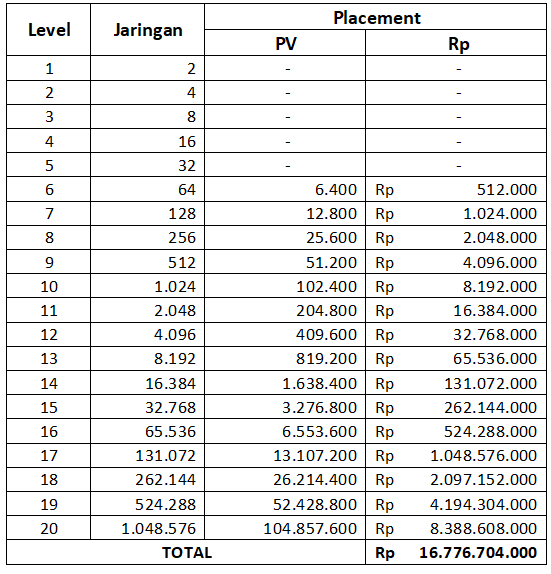 Level Jaringan Placement
PV Rp
1 2 - -
2 4 - -
3 8 - -
4 16 - -
5 32 - -
6 64 6.400 Rp 512.000
7 128 12.800 Rp 1.024.000
8 256 25.600 Rp 2.048.000
9 512 51.200 Rp 4.096.000
10 1.024 102.400 Rp 8.192.000
11 2.048 204.800 Rp 16.384.000
12 4.096 409.600 Rp 32.768.000
13 8.192 819.200 Rp 65.536.000
14 16.384 1.638.400 Rp 131.072.000
15 32.768 3.276.800 Rp 262.144.000
16 65.536 6.553.600 Rp 524.288.000
17 131.072 13.107.200 Rp 1.048.576.000
18 262.144 26.214.400 Rp 2.097.152.000
19 524.288 52.428.800 Rp 4.194.304.000
20 1.048.576 104.857.600 Rp 8.388.608.000
TOTAL Rp 16.776.704.000